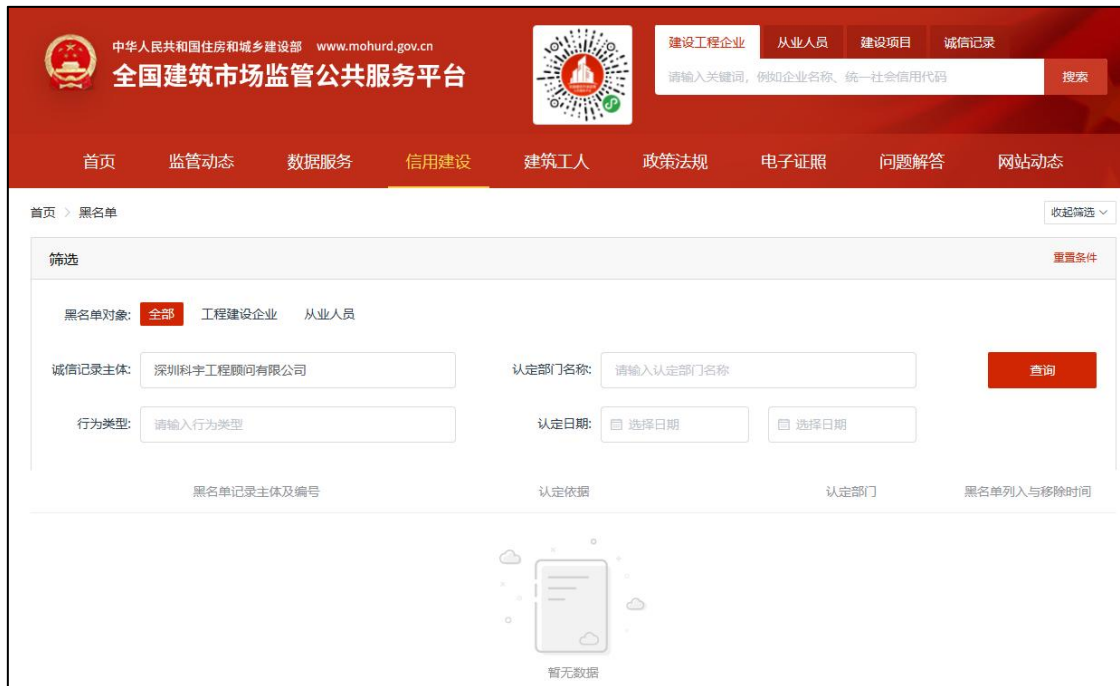 中华人民共和国住房和城乡建设部 www.mohurd.gov.cn
全国建筑市场监管公共服务平台
建设工程企业 从业人员 建设项目 诚信记录
请输入关键词，例如企业名称、统一社会信用代码 搜索
首页 监管动态 数据服务 信用建设 建筑工人 政策法规 电子证照 问题解答 网站动态
首页 > 黑名单 收起筛选
筛选 重置条件
黑名单对象: 全部 工程建设企业 从业人员
诚信记录主体: 深圳科宇工程顾问有限公司 认定部门名称: 请输入认定部门名称 查询
行为类型: 请输入行为类型 认定日期: 选择日期 选择日期
黑名单记录主体及编号 认定依据 认定部门 黑名单列入与移除时间
暂无数据